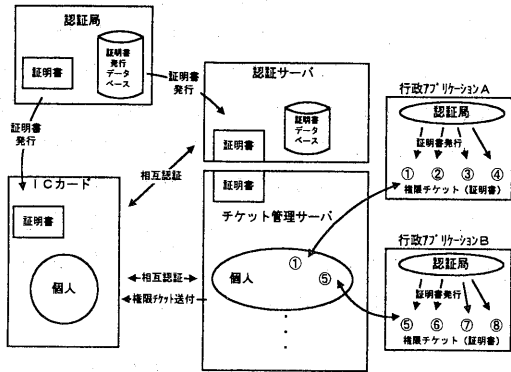 認証局
証明書
証明書
発行
データ
ベース
証明書
発行
証明書
発行
認証サーバ
証明書
証明書
データ
ベース
相互認証
ICカード
証明書
個人
相互認証
権限チケット送付
証明書
チケット管理サーバ
個人
①
⑤
行政アプリケーションA
認証局
証明書発行
① ② ③ ④
権限チケット（証明書）
行政アプリケーションB
認証局
証明書発行
⑤ ⑥ ⑦ ⑧
権限チケット（証明書）